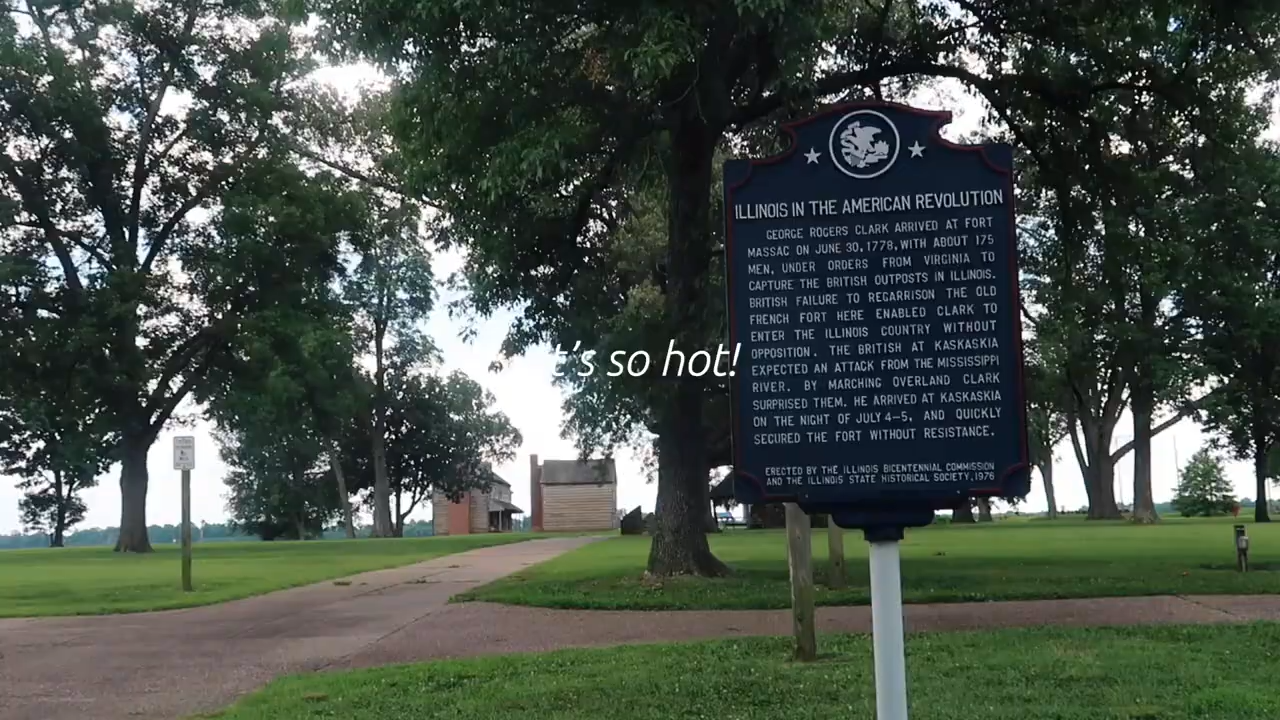 ILLINOIS IN THE AMERICAN REVOLUTION
GEORGE ROGERS CLARK ARRIVED AT FORT
MASSAC ON JUNE 30, 1778, WITH ABOUT 175
MEN, UNDER ORDERS FROM VIRGINIA TO
CAPTURE THE BRITISH OUTPOSTS IN ILLINOIS.
BRITISH FAILURE TO REGARRISON THE OLD
FRENCH FORT HERE ENABLED CLARK TO
ENTER THE ILLINOIS COUNTRY WITHOUT
OPPOSITION. THE BRITISH AT KASKASKIA
EXPECTED AN ATTACK FROM THE MISSISSIPPI
RIVER. BY MARCHING OVERLAND CLARK
SURPRISED THEM. HE ARRIVED AT KASKASKIA
ON THE NIGHT OF JULY 4-5, AND QUICKLY
SECURED THE FORT WITHOUT RESISTANCE.
ERECTED BY THE ILLINOIS BICENTENNIAL COMMISSION
AND THE ILLINOIS STATE HISTORICAL SOCIETY, 1976
t's so hot!